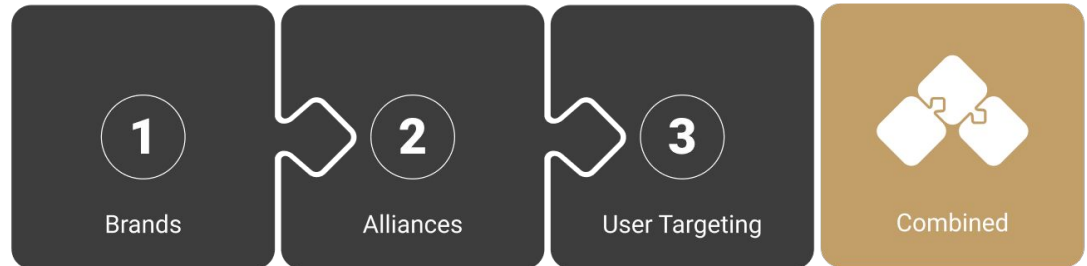 1
Brands
2
Alliances
3
User Targeting
Combined